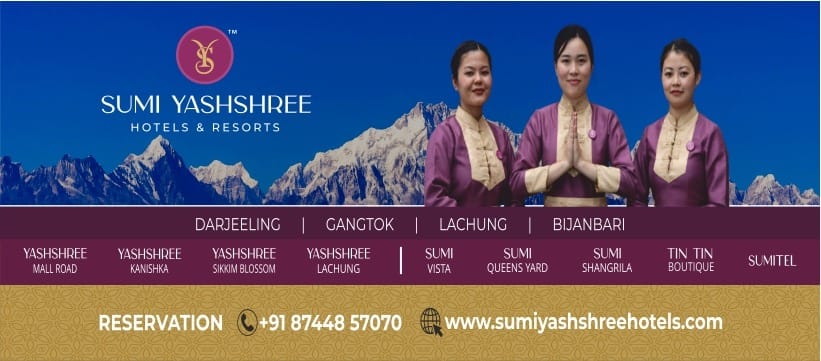 YS
™
SUMI YASHSHREE
HOTELS & RESORTS
DARJEELING | GANGTOK | LACHUNG | BIJANBARI
YASHSHREE MALL ROAD
YASHSHREE KANISHKA
YASHSHREE SIKKIM BLOSSOM
YASHSHREE LACHUNG
SUMI VISTA
SUMI QUEENS YARD
SUMI SHANGRILA
TIN TIN BOUTIQUE
SUMITEL
RESERVATION +91 87448 57070 www.sumiyashshreehotels.com